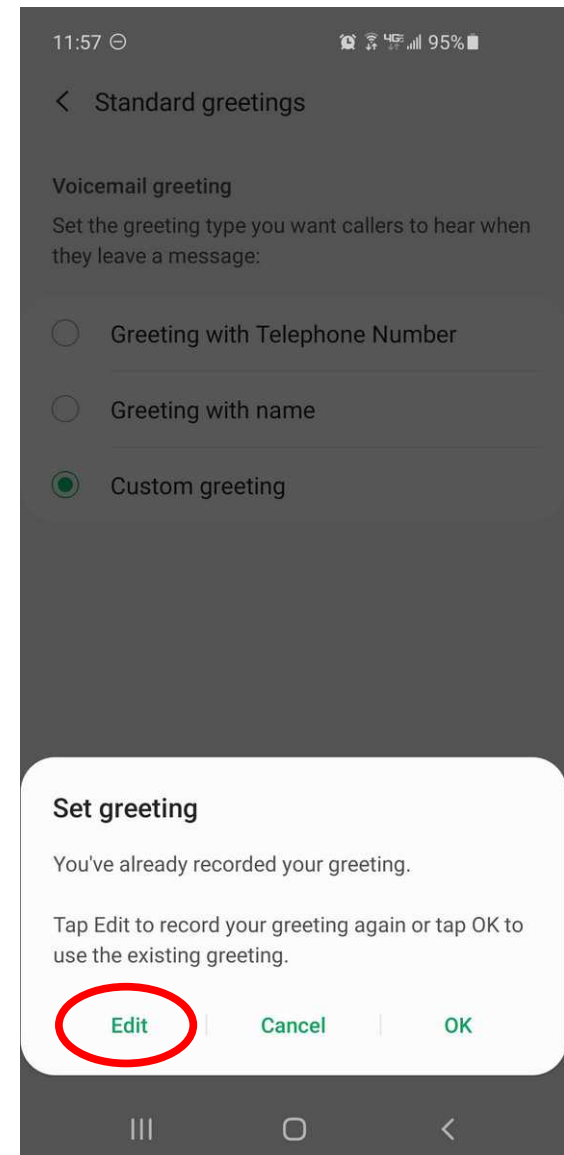 11:57 4GE 95%
Standard greetings
Voicemail greeting
Set the greeting type you want callers to hear when
they leave a message:
Greeting with Telephone Number
Greeting with name
Custom greeting
Set greeting
You've already recorded your greeting.
Tap Edit to record your greeting again or tap OK to
use the existing greeting.
Edit Cancel OK